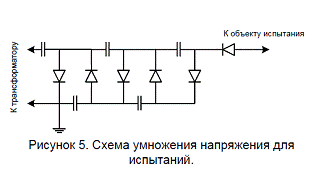 К объекту испытания
К трансформатору
Рисунок 5. Схема умножения напряжения для
испытаний.